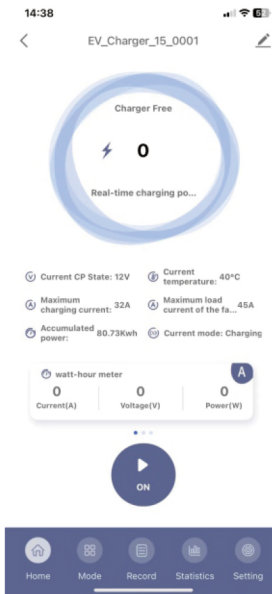 14:38
EV_Charger_15_0001
Charger Free
0
Real-time charging po...
Current CP State: 12V
Current
temperature: 40ºC
Maximum
charging current: 32A
Maximum load
current of the fa... 45A
Accumulated
power: 80.73Kwh
Current mode: Charging
watt-hour meter
A
0 0 0
Current(A) Voltage(V) Power(W)
ON
Home Mode Record Statistics Setting